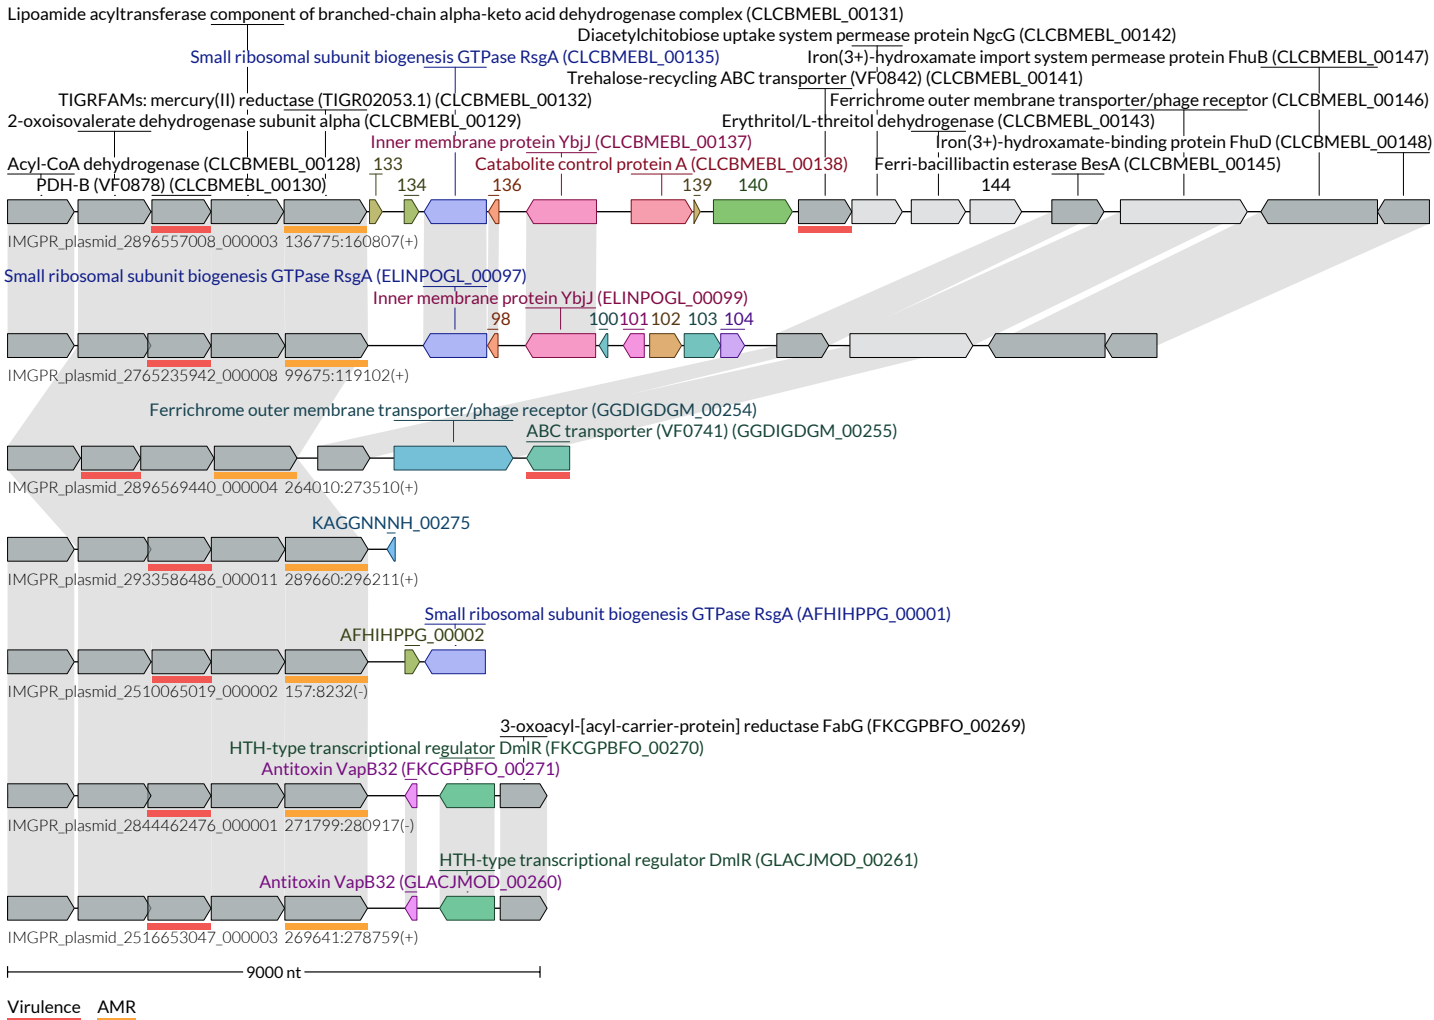 Lipoamide acyltransferase component of branched-chain alpha-keto acid dehydrogenase complex (CLCBMEBL_00131)
Diacetylchitobiose uptake system permease protein NgcG (CLCBMEBL_00142)
Small ribosomal subunit biogenesis GTPase RsgA (CLCBMEBL_00135)
Iron(3+)-hydroxamate import system permease protein FhuB (CLCBMEBL_00147)
Trehalose-recycling ABC transporter (VF0842) (CLCBMEBL_00141)
TIGRFAMs: mercury(II) reductase (TIGR02053.1) (CLCBMEBL_00132)
Ferrichrome outer membrane transporter/phage receptor (CLCBMEBL_00146)
2-oxoisovalerate dehydrogenase subunit alpha (CLCBMEBL_00129)
Erythritol/L-threitol dehydrogenase (CLCBMEBL_00143)
Inner membrane protein YbjJ (CLCBMEBL_00137)
Iron(3+)-hydroxamate-binding protein FhuD (CLCBMEBL_00148)
Acyl-CoA dehydrogenase (CLCBMEBL_00128)
133
Catabolite control protein A (CLCBMEBL_00138)
Ferri-bacillibactin esterase BesA (CLCBMEBL_00145)
PDH-B (VF0878) (CLCBMEBL_00130)
134
136
139
140
144
IMGPR_plasmid_2896557008_000003 136775:160807(+)
Small ribosomal subunit biogenesis GTPase RsgA (ELINPOGL_00097)
Inner membrane protein YbjJ (ELINPOGL_00099)
98
100
101
102
103
104
IMGPR_plasmid_2765235942_000008 99675:119102(+)
Ferrichrome outer membrane transporter/phage receptor (GGDIGDGM_00254)
ABC transporter (VF0741) (GGDIGDGM_00255)
IMGPR_plasmid_2896569440_000004 264010:273510(+)
KAGGNNNH_00275
IMGPR_plasmid_2933586486_000011 289660:296211(+)
Small ribosomal subunit biogenesis GTPase RsgA (AFHIHPPG_00001)
AFHIHPPG_00002
IMGPR_plasmid_2510065019_000002 157:8232(-)
3-oxoacyl-[acyl-carrier-protein] reductase FabG (FKCGPBFO_00269)
HTH-type transcriptional regulator DmlR (FKCGPBFO_00270)
Antitoxin VapB32 (FKCGPBFO_00271)
IMGPR_plasmid_2844462476_000001 271799:280917(-)
HTH-type transcriptional regulator DmlR (GLACJMOD_00261)
Antitoxin VapB32 (GLACJMOD_00260)
IMGPR_plasmid_2516653047_000003 269641:278759(+)
9000 nt
Virulence AMR